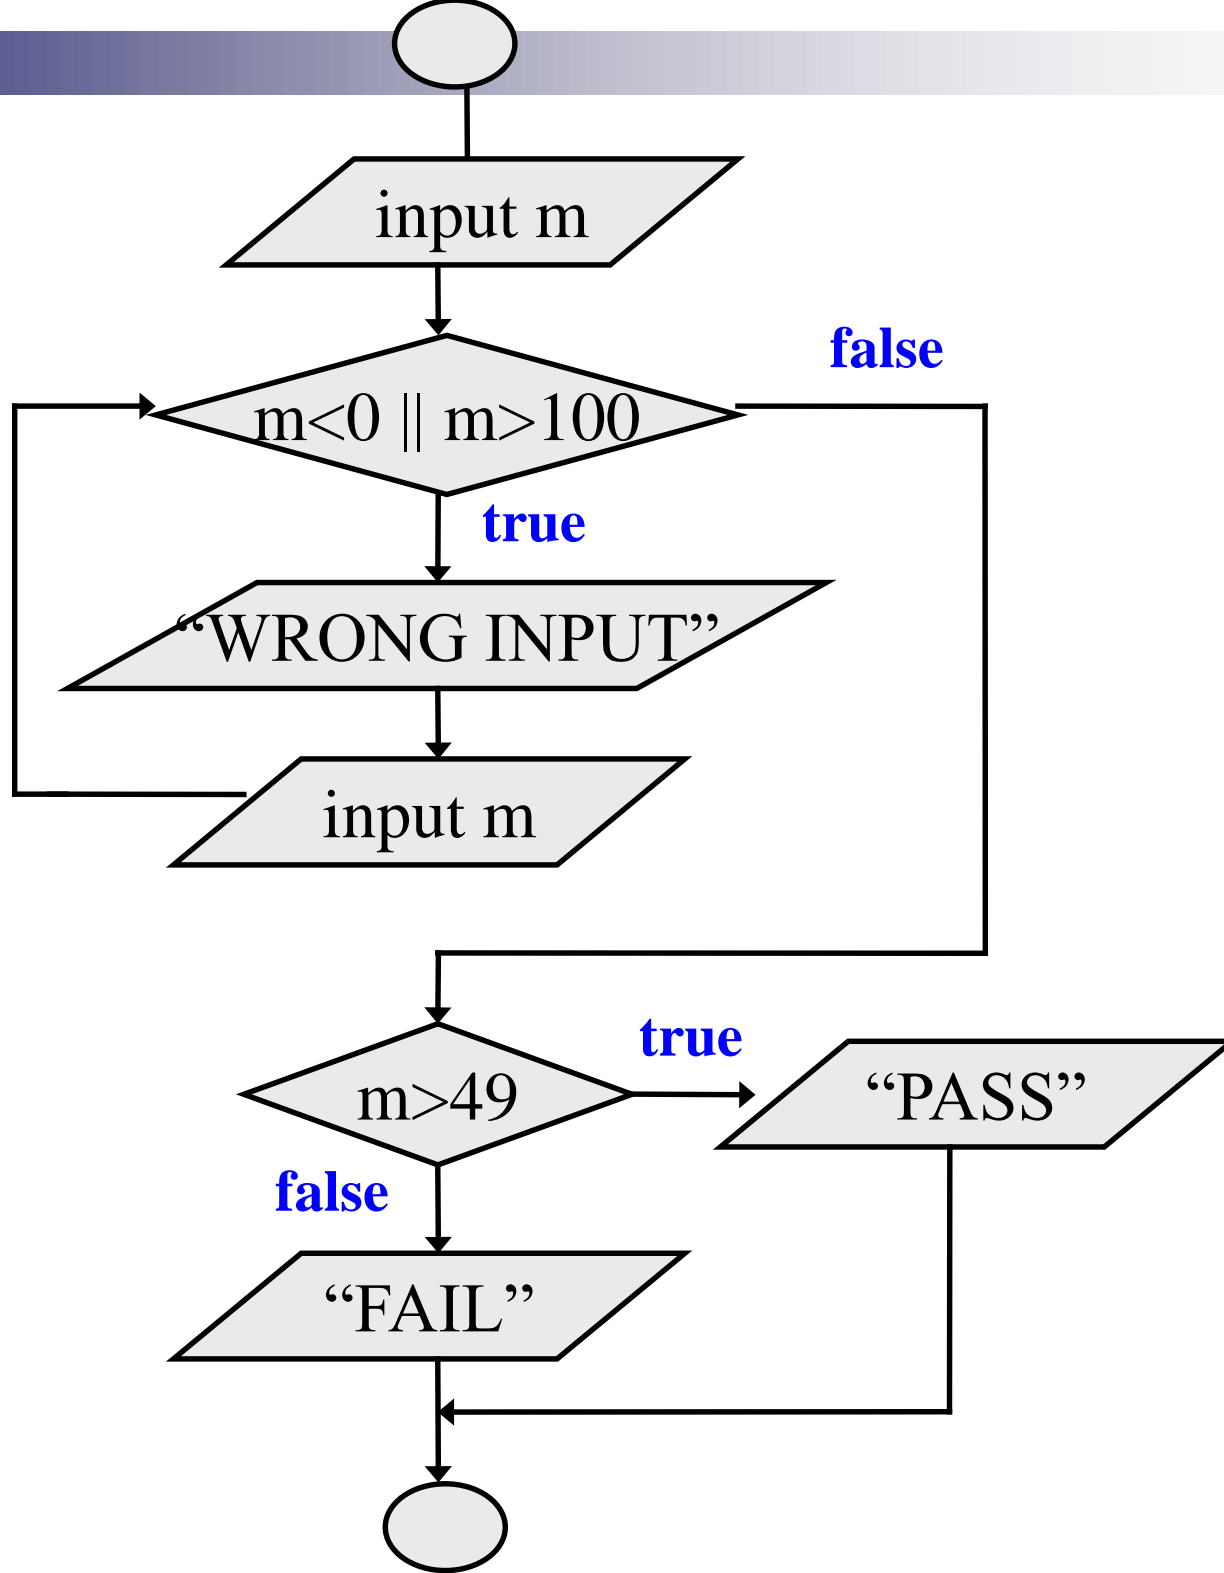 input m
false
m<0 || m>100
true
“WRONG INPUT”
input m
true
m>49
“PASS”
false
“FAIL”